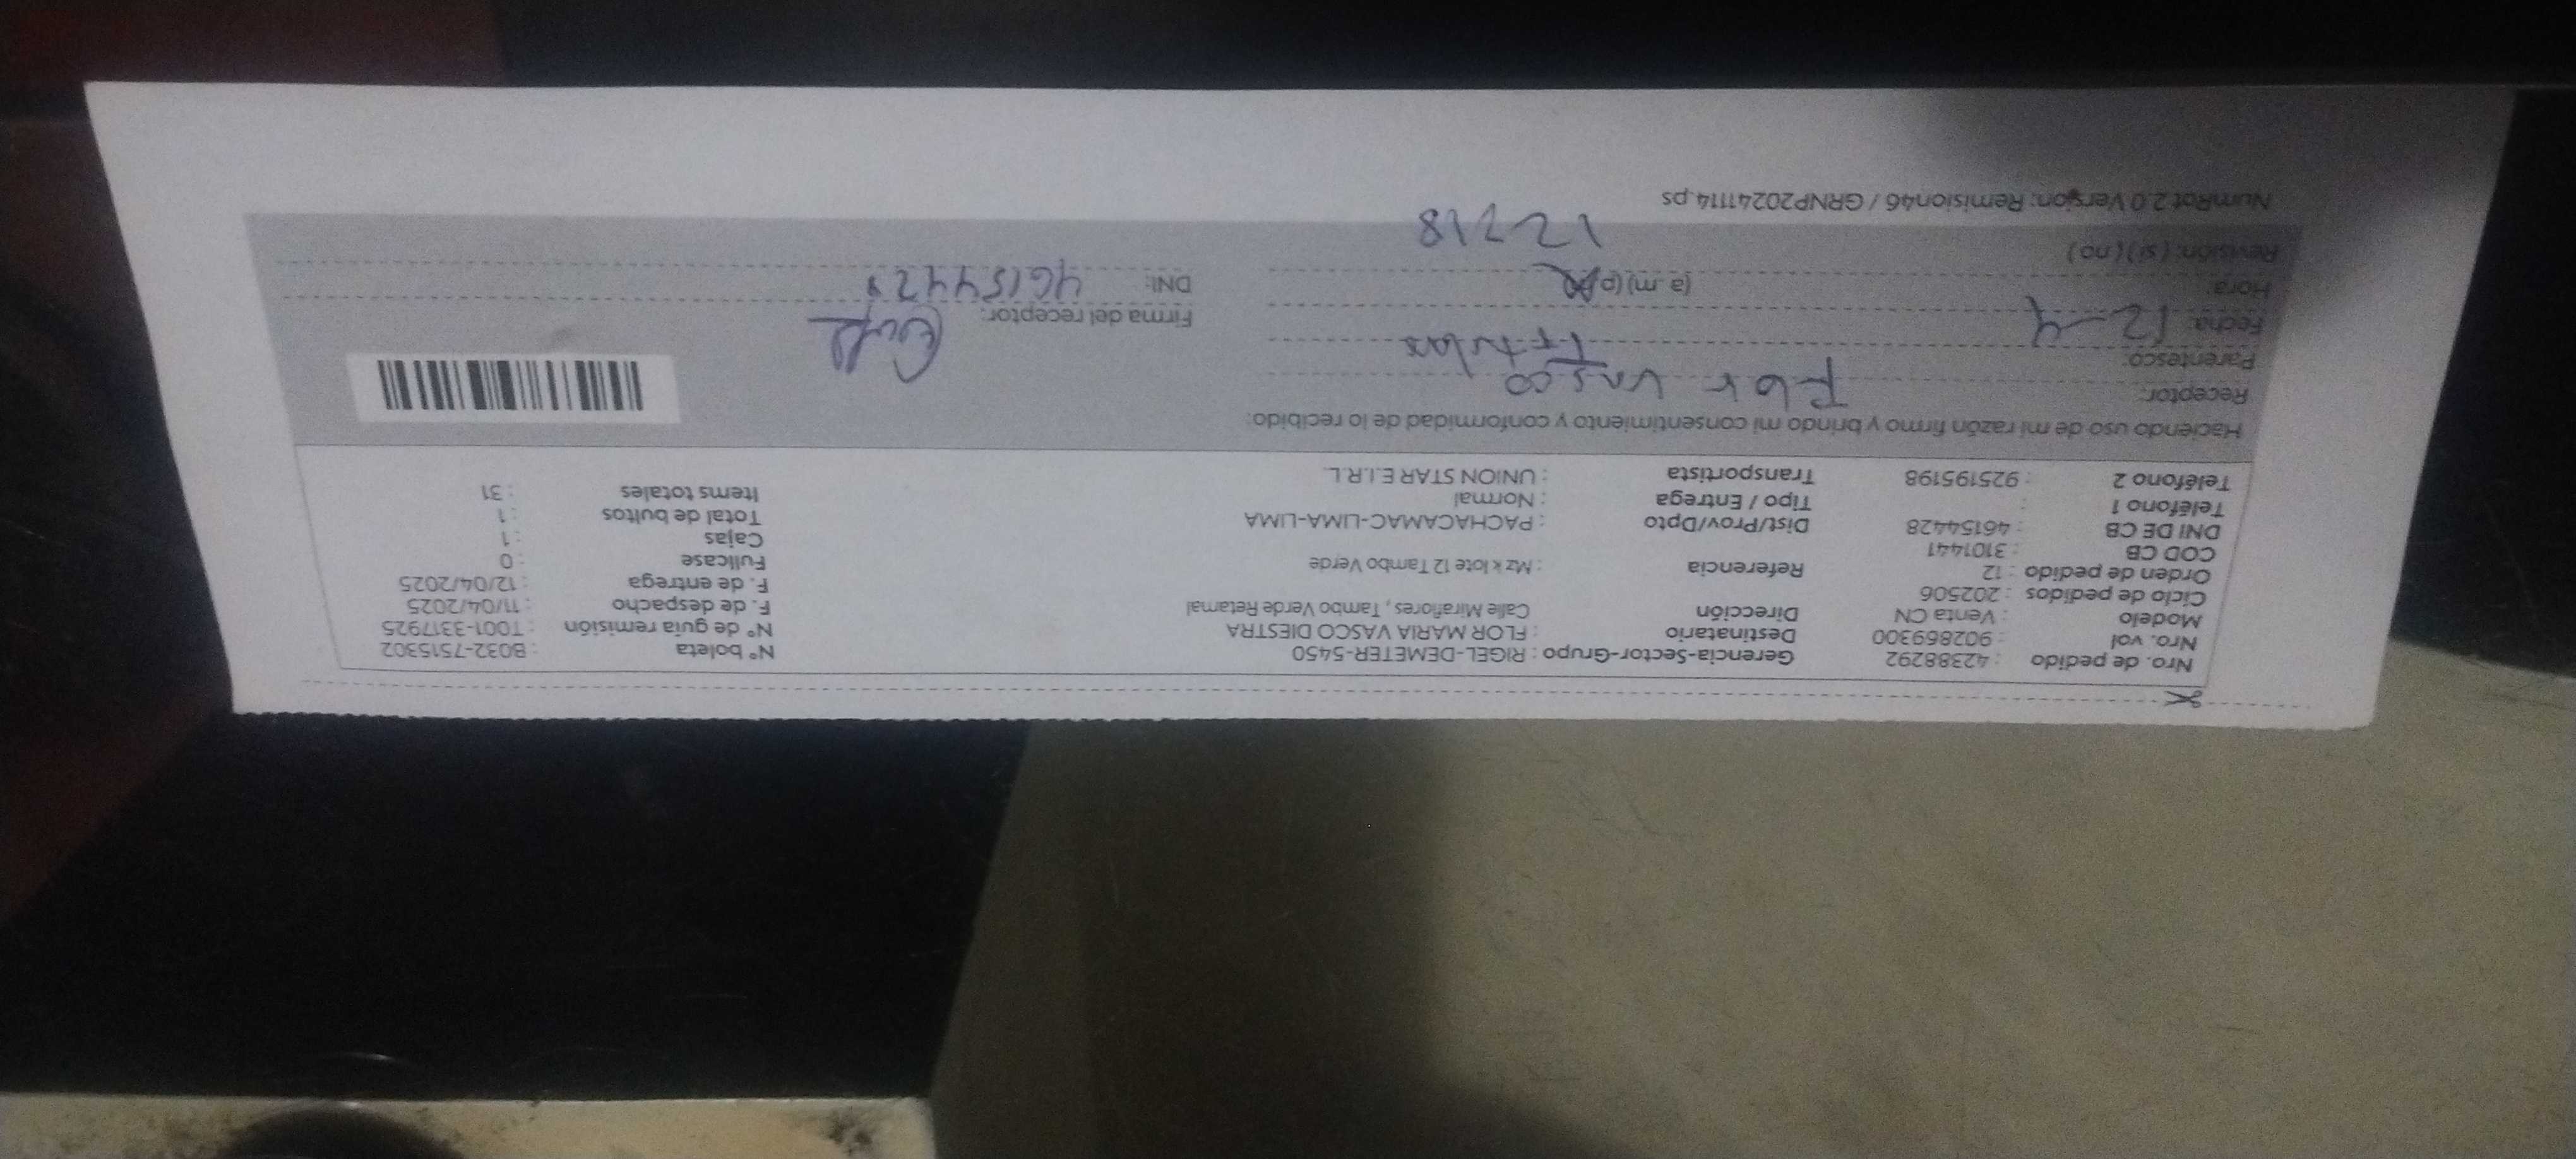 Nro. de pedido : 42388292 Gerencia-Sector-Grupo : RIGEL-DEMETER-5450 N° boleta : B032-7515302
Nro. vol : 902869300 Destinatario : FLOR MARIA VASCO DIESTRA N° de guía remisión : T001-3317925
Modelo : Venta CN Dirección Calle Miraflores , Tambo Verde Retamal F. de despacho : 11/04/2025
Ciclo de pedidos : 202506 F. de entrega : 12/04/2025
Orden de pedido : 12 Referencia : Mz k lote 12 Tambo Verde Fullcase : 0
COD CB : 3101441 Cajas : 1
DNI DE CB : 46154428 Dist/Prov/Dpto : PACHACAMAC-LIMA-LIMA Total de bultos : 1
Teléfono 1 : Tipo / Entrega : Normal Items totales : 31
Teléfono 2 : 925195198 Transportista : UNION STAR E.I.R.L.
Haciendo uso de mi razón firmo y brindo mi consentimiento y conformidad de lo recibido:
Receptor: Flor Vasco
Parentesco: Titular
Fecha: 12-4 Firma del receptor:
Hora: (a .m) (p DNI: 46154428
Revisión: ( si ) ( no ) 12718
NumRot 2.0 Version: Remision46 / GRNP20241114.ps